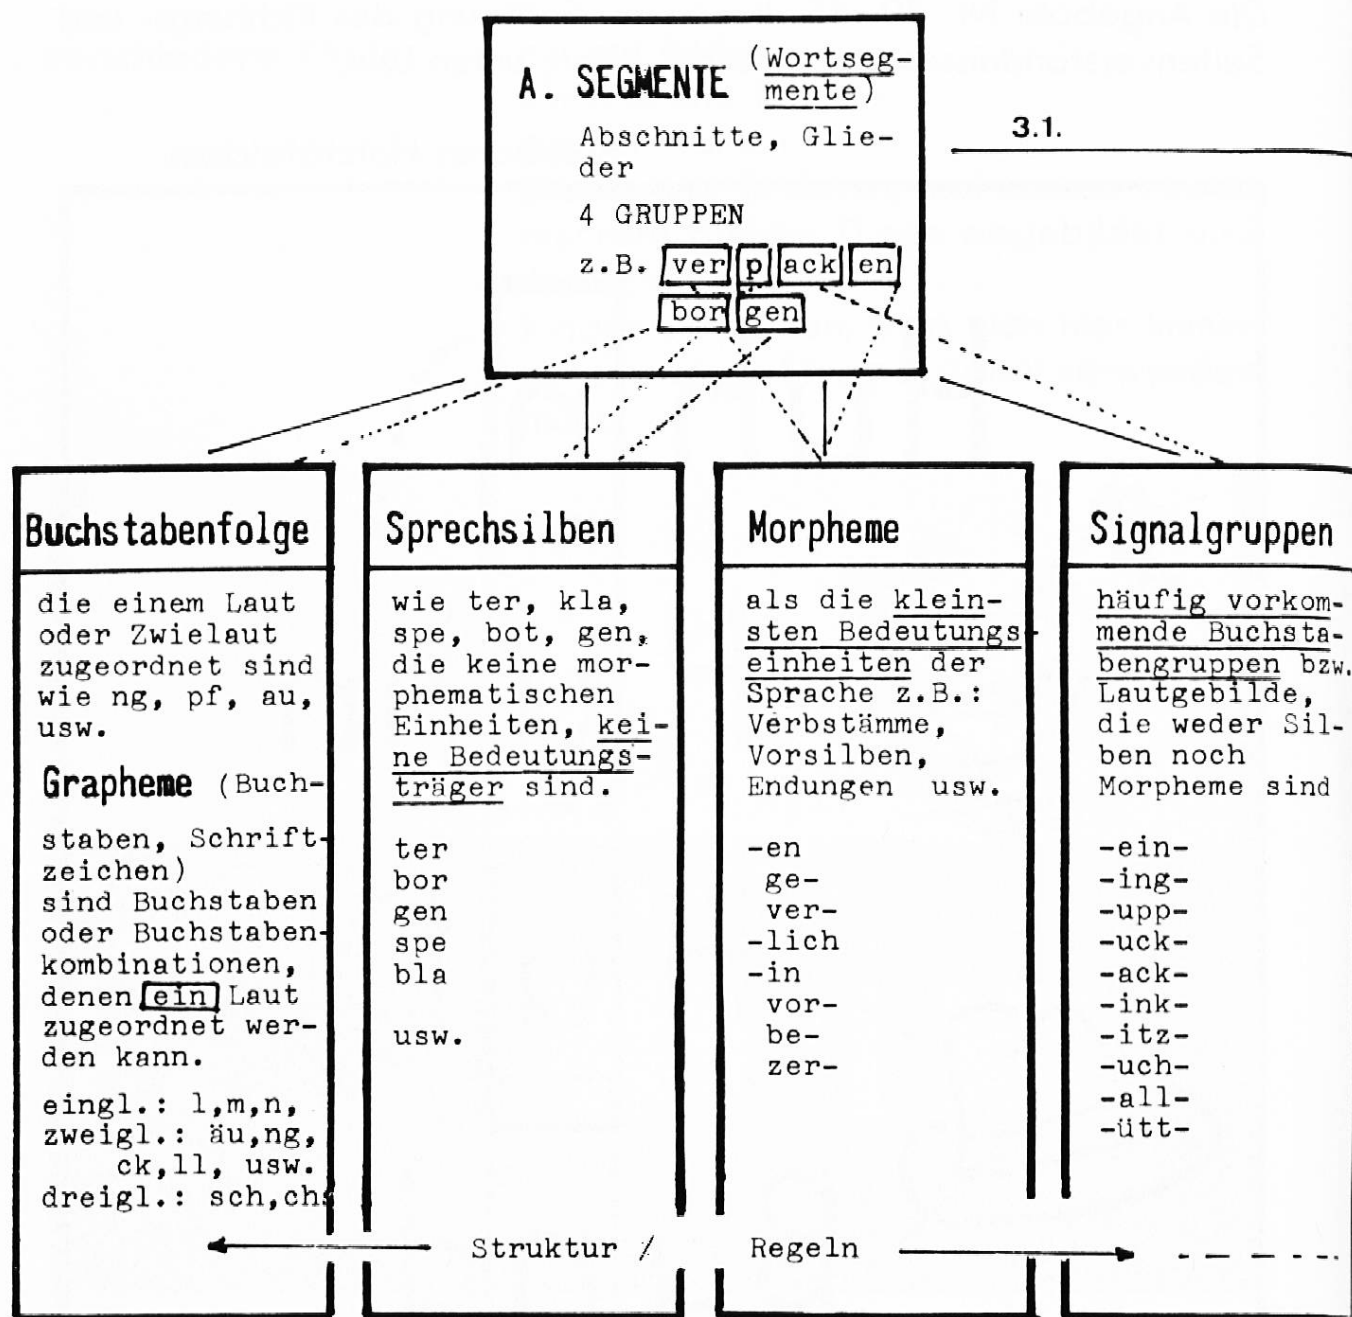 A. SEGMENTE (Wortseg-
mente)
Abschnitte, Glie-
der
4 GRUPPEN
z.B. ver p ack en
bor gen
3.1.
Buchstabenfolge
die einem Laut
oder Zwielaut
zugeordnet sind
wie ng, pf, au,
usw.
Grapheme (Buch-
staben, Schrift-
zeichen)
sind Buchstaben
oder Buchstaben-
kombinationen,
denen ein Laut
zugeordnet wer-
den kann.
eingl.: l,m,n,
zweigl.: äu,ng,
ck,ll, usw.
dreigl.: sch,chs
Sprechsilben
wie ter, kla,
spe, bot, gen,
die keine mor-
phematischen
Einheiten, kei-
ne Bedeutungs-
träger sind.
ter
bor
gen
spe
bla
usw.
Morpheme
als die klein-
sten Bedeutungs-
einheiten der
Sprache z.B.:
Verbstämme,
Vorsilben,
Endungen usw.
-en
ge-
ver-
-lich
-in
vor-
be-
zer-
Signalgruppen
häufig vorkom-
mende Buchsta-
bengruppen bzw.
Lautgebilde,
die weder Sil-
ben noch
Morpheme sind
-ein-
-ing-
-upp-
-uck-
-ack-
-ink-
-itz-
-uch-
-all-
-ütt-
Struktur / Regeln